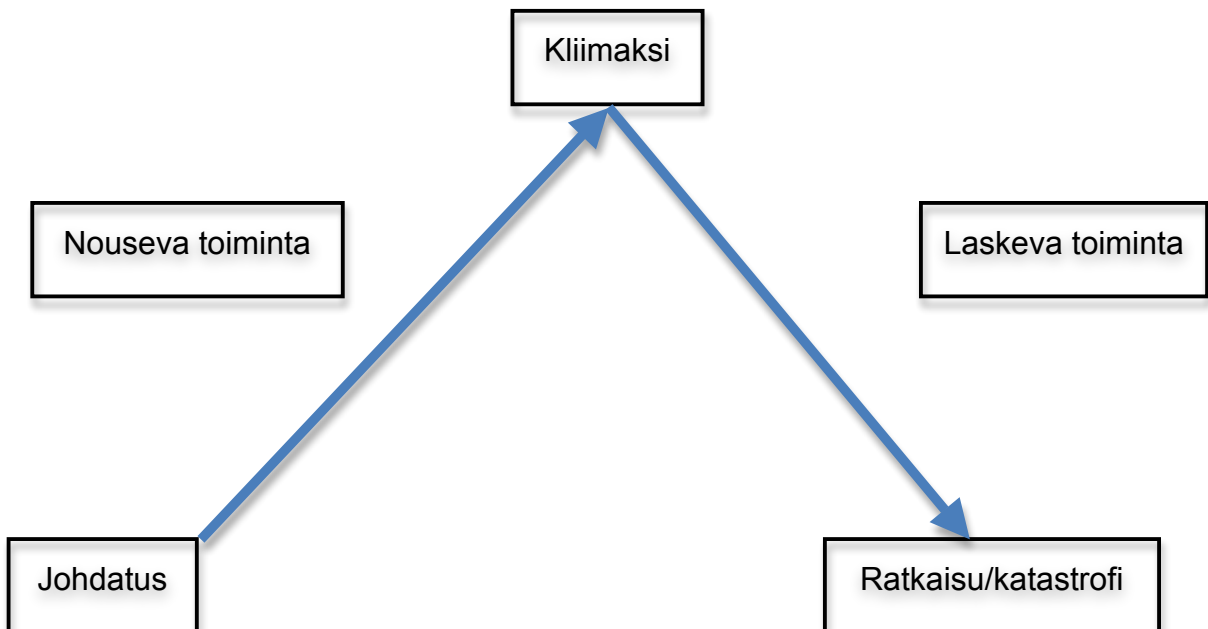 Kliimaksi
Nouseva toiminta
Laskeva toiminta
Johdatus
Ratkaisu/katastrofi